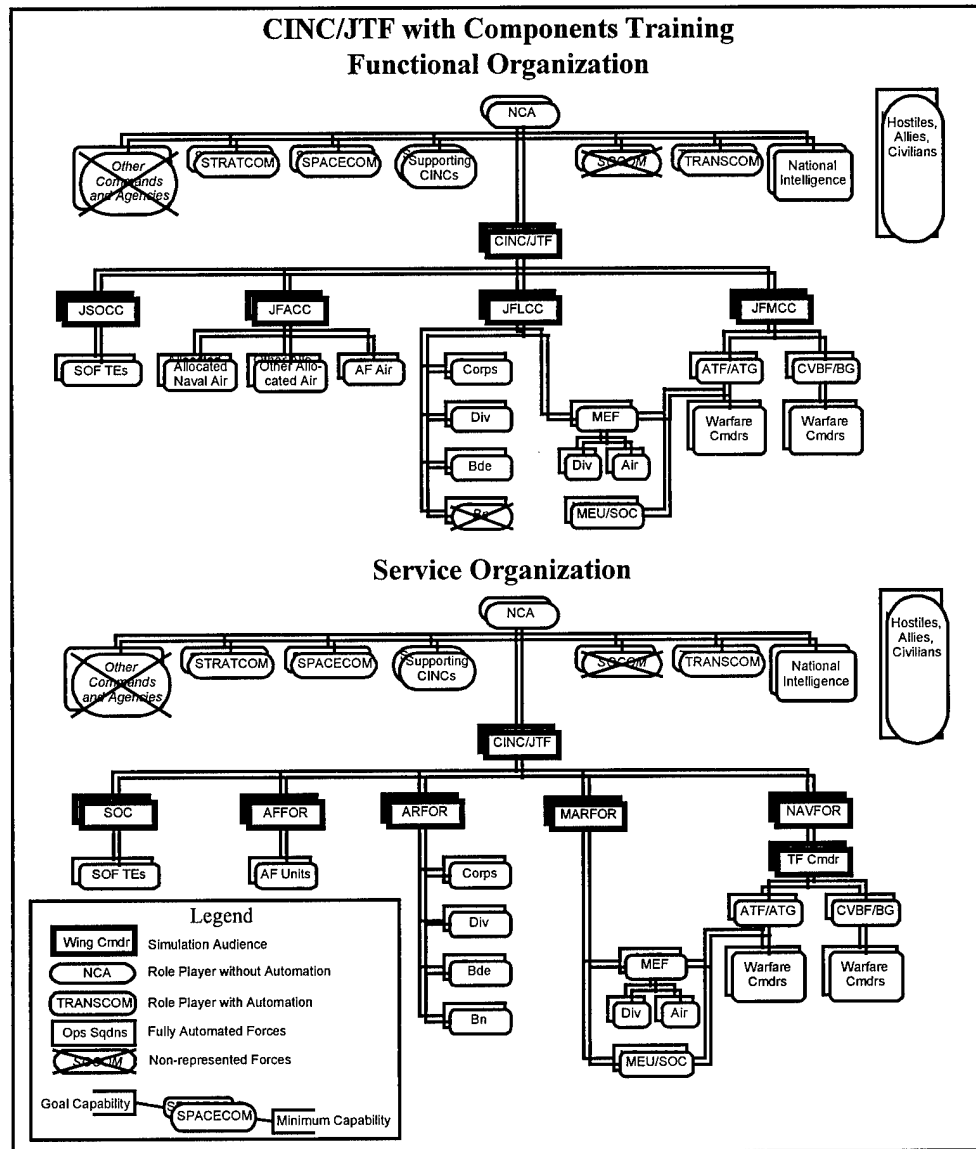 CINC/JTF with Components Training
Functional Organization
NCA
Hostiles,
Allies,
Civilians
Other
Commands
and Agencies
STRATCOM
SPACECOM
Supporting
CINCs
SOCOM
TRANSCOM
National
Intelligence
CINC/JTF
JSOCC
JFACC
JFLCC
JFMCC
SOF TEs
Allocated
Naval Air
Other Allo-
cated Air
AF Air
Corps
ATF/ATG
CVBF/BG
Div
MEF
Warfare
Cmdrs
Warfare
Cmdrs
Bde
Div
Air
Bn
MEU/SOC
Service Organization
NCA
Hostiles,
Allies,
Civilians
Other
Commands
and Agencies
STRATCOM
SPACECOM
Supporting
CINCs
SOCOM
TRANSCOM
National
Intelligence
CINC/JTF
SOC
AFFOR
ARFOR
MARFOR
NAVFOR
TF Cmdr
SOF TEs
AF Units
Corps
ATF/ATG
CVBF/BG
Div
MEF
Warfare
Cmdrs
Warfare
Cmdrs
Bde
Div
Air
Bn
MEU/SOC
Legend
Wing Cmdr Simulation Audience
NCA Role Player without Automation
TRANSCOM Role Player with Automation
Ops Sqdns Fully Automated Forces
SOCOM Non-represented Forces
Goal Capability
SPACECOM
Minimum Capability